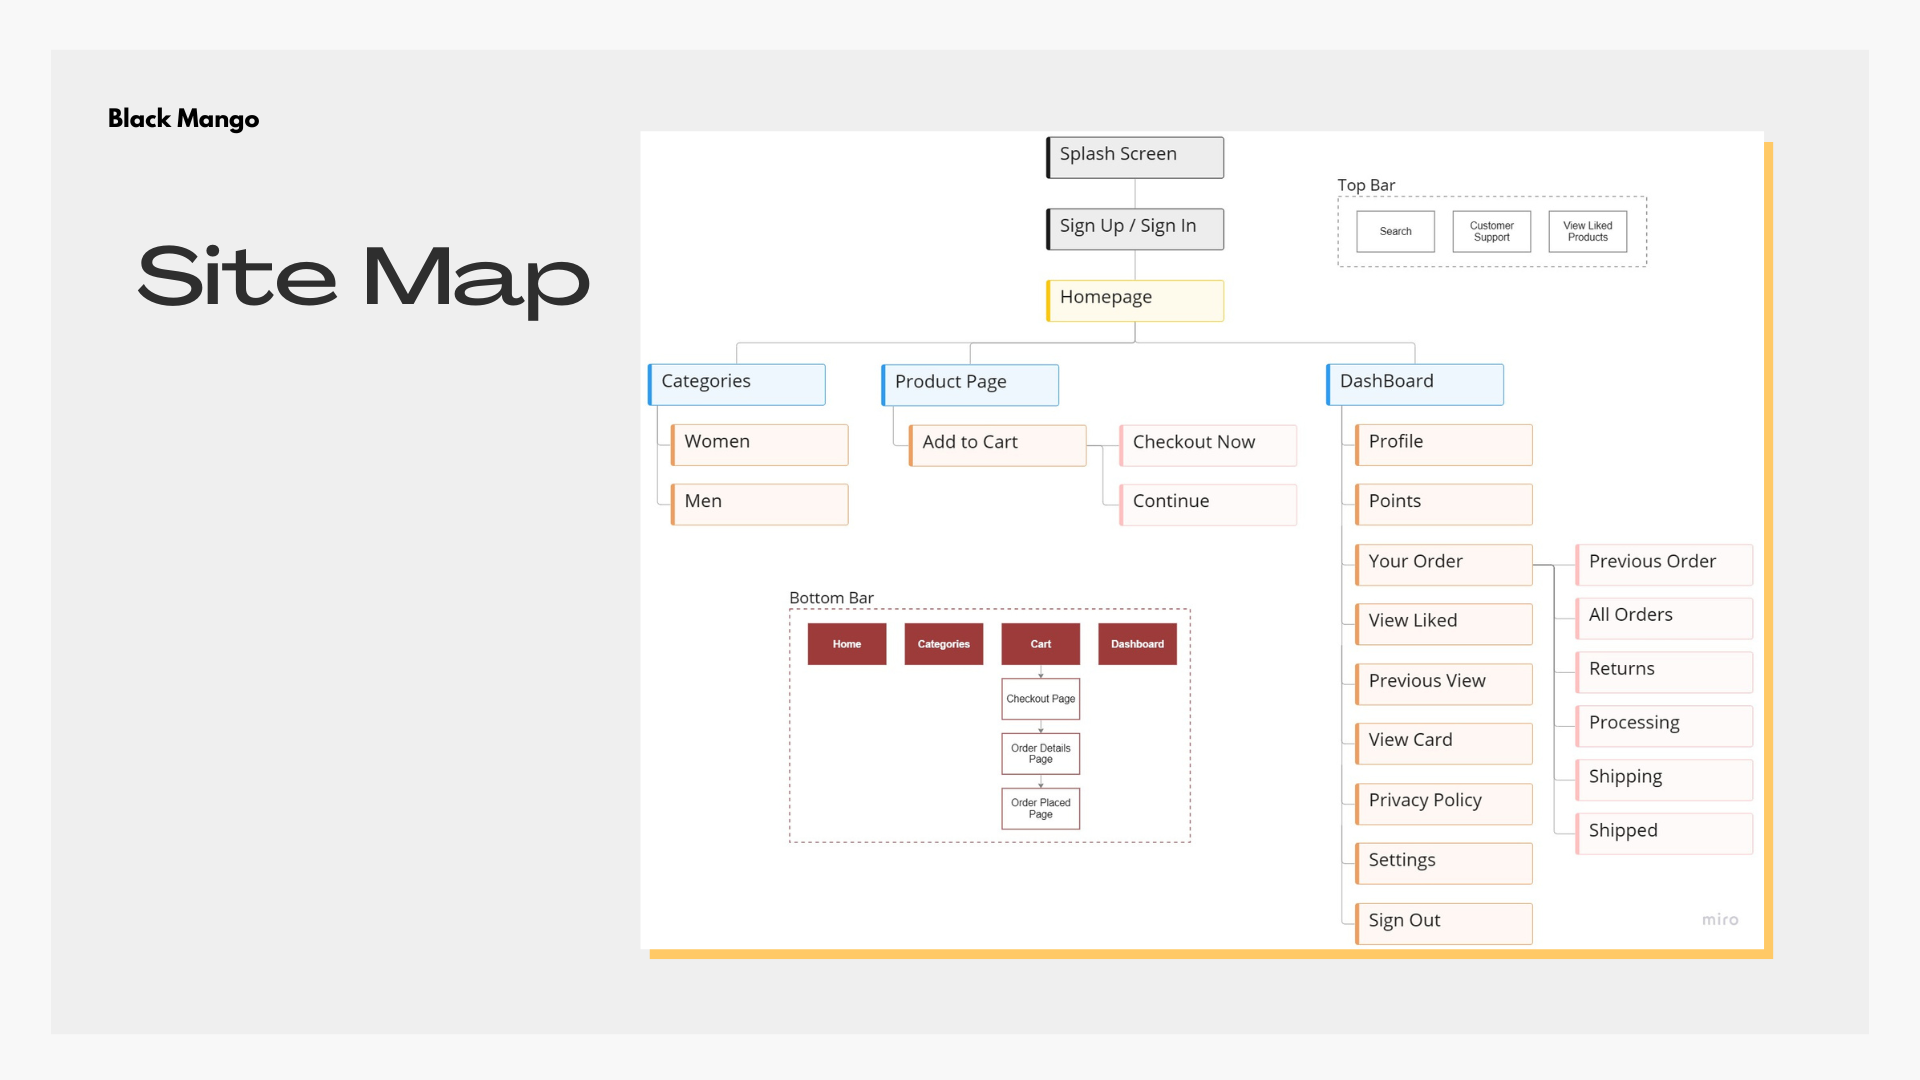 Black Mango
Site Map
Splash Screen
Sign Up / Sign In
Homepage
Top Bar
Search
Customer
Support
View Liked
Products
Categories
Women
Men
Product Page
Add to Cart
Checkout Now
Continue
DashBoard
Profile
Points
Your Order
View Liked
Previous View
View Card
Privacy Policy
Settings
Sign Out
Previous Order
All Orders
Returns
Processing
Shipping
Shipped
Bottom Bar
Home
Categories
Cart
Dashboard
Checkout Page
Order Details
Page
Order Placed
Page
miro